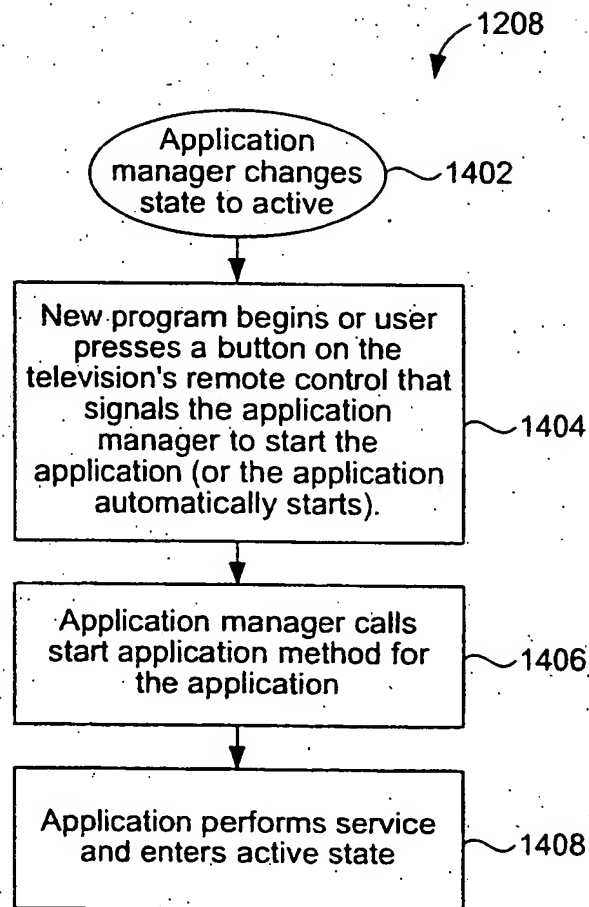 1208
Application
manager changes
state to active
1402
New program begins or user
presses a button on the
television's remote control that
signals the application
manager to start the
application (or the application
automatically starts).
1404
Application manager calls
start application method for
the application
1406
Application performs service
and enters active state
1408